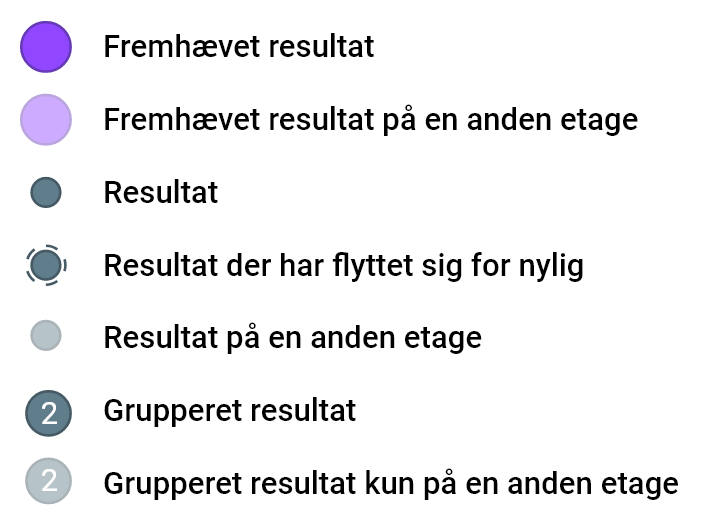 Fremhævet resultat
Fremhævet resultat på en anden etage
Resultat
Resultat der har flyttet sig for nylig
Resultat på en anden etage
2 Grupperet resultat
2 Grupperet resultat kun på en anden etage